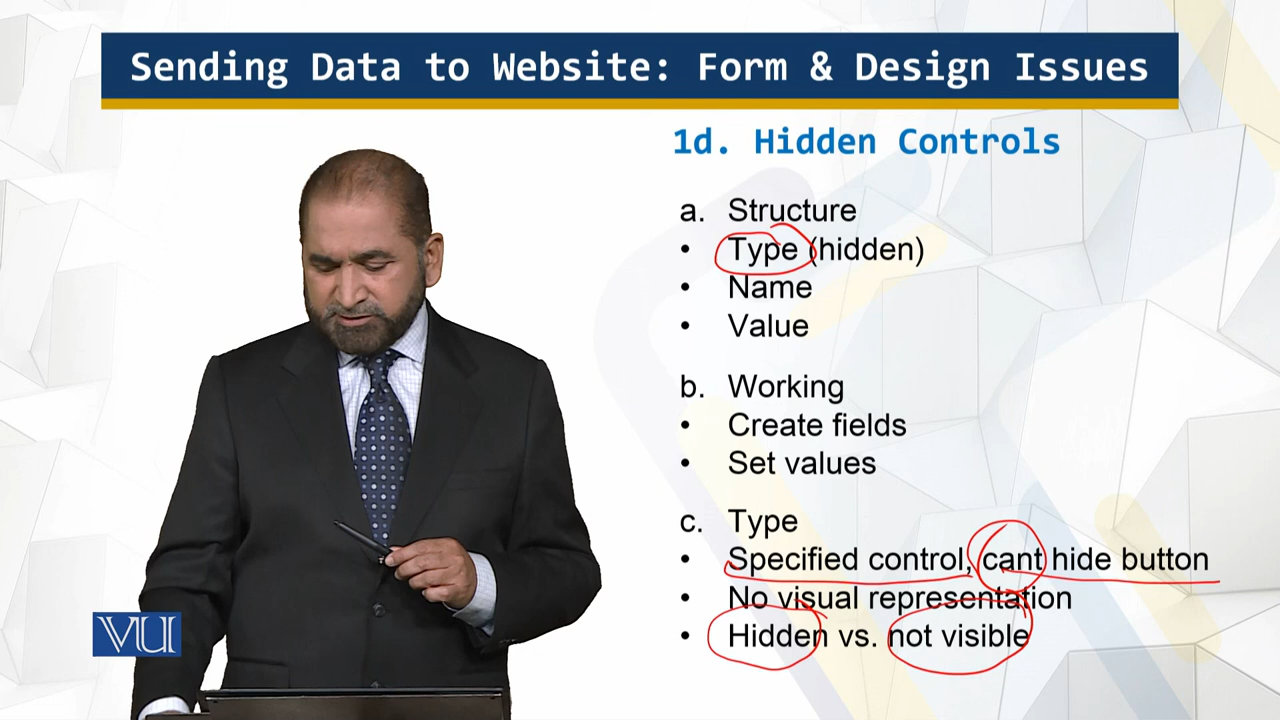 Sending Data to Website: Form & Design Issues
1d. Hidden Controls
a. Structure
• Type (hidden)
• Name
• Value
b. Working
• Create fields
• Set values
c. Type
• Specified control, cant hide button
• No visual representation
• Hidden vs. not visible
VU